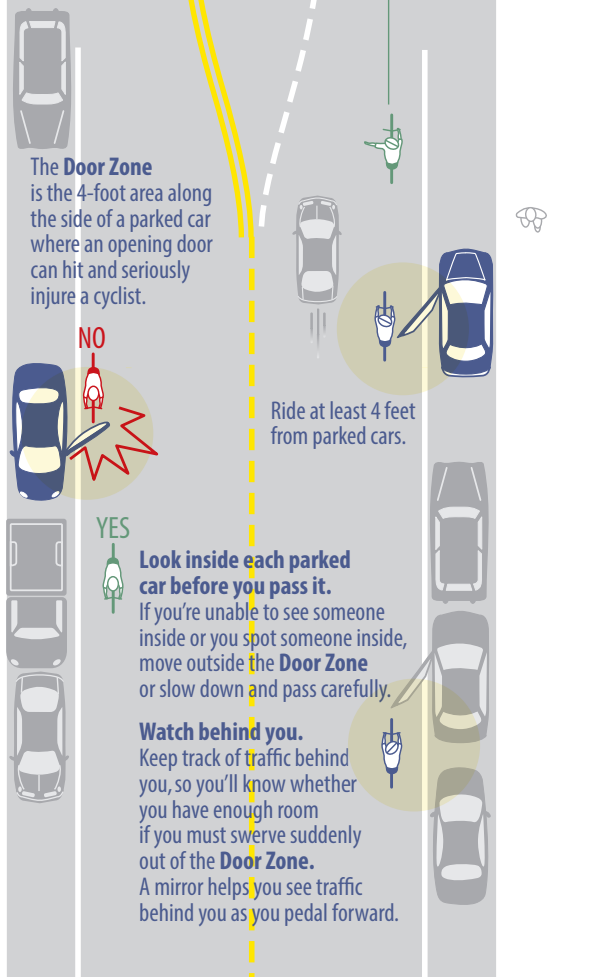 The Door Zone
is the 4-foot area along
the side of a parked car
where an opening door
can hit and seriously
injure a cyclist.
NO
Ride at least 4 feet
from parked cars.
YES
Look inside each parked
car before you pass it.
If you’re unable to see someone
inside or you spot someone inside,
move outside the Door Zone
or slow down and pass carefully.
Watch behind you.
Keep track of traffic behind
you, so you’ll know whether
you have enough room
if you must swerve suddenly
out of the Door Zone.
A mirror helps you see traffic
behind you as you pedal forward.